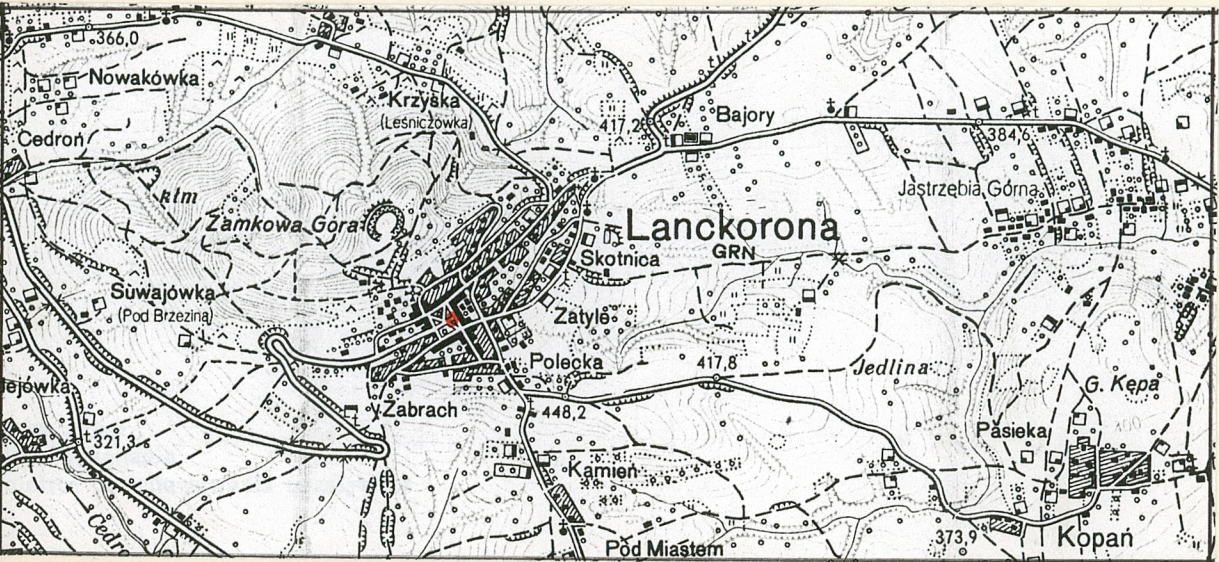 366,0
Nowakówka
Krzyska
(Leśniczówka)
417,2
Bajory
384,6
Cedroń
Jastrzębia Górna
kłm
Zamkowa Góra
Lanckorona
GRN
Skotnica
Suwajówka
(Pod Brzeziną)
Zatyle
Polecka
417,8
Jedlina
G. Kępa
Zabrach
448,2
321,3
Pasieka
400
Kamień
373,9
Kopań
Pod Miastem